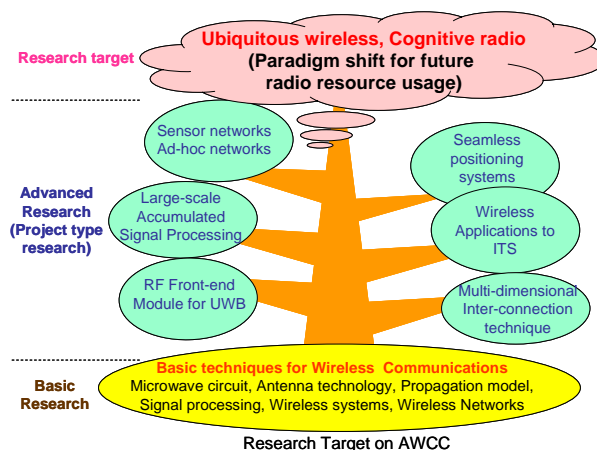 Research target
Ubiquitous wireless, Cognitive radio
(Paradigm shift for future
radio resource usage)
Sensor networks
Ad-hoc networks
Seamless
positioning
systems
Advanced
Research
(Project type
research)
Large-scale
Accumulated
Signal Processing
Wireless
Applications to
ITS
RF Front-end
Module for UWB
Multi-dimensional
Inter-connection
technique
Basic
Research
Basic techniques for Wireless Communications
Microwave circuit, Antenna technology, Propagation model,
Signal processing, Wireless systems, Wireless Networks
Research Target on AWCC